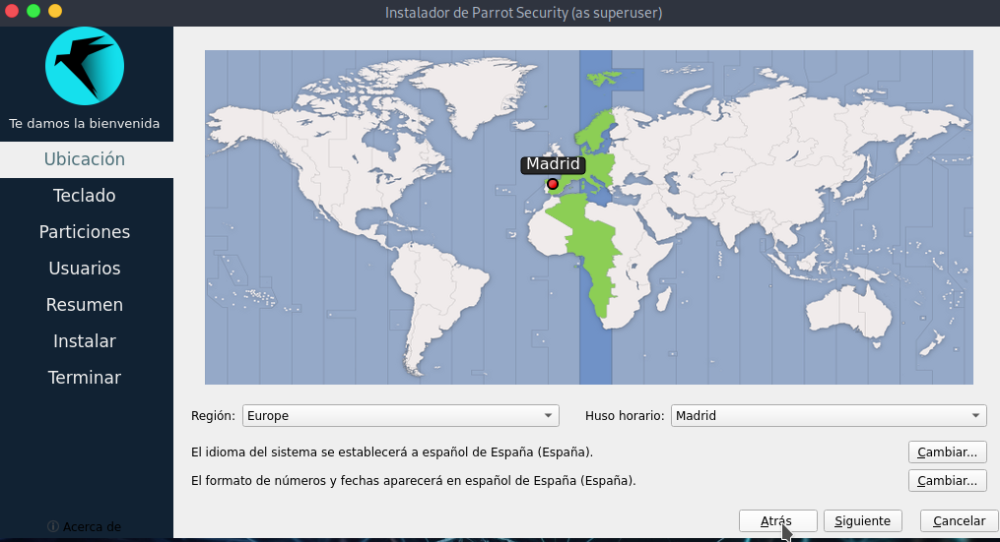 Instalador de Parrot Security (as superuser)
Te damos la bienvenida
Ubicación
Teclado
Particiones
Usuarios
Resumen
Instalar
Terminar
Acerca de
Madrid
Región: Europe Huso horario: Madrid
El idioma del sistema se establecerá a español de España (España). Cambiar...
El formato de números y fechas aparecerá en español de España (España). Cambiar...
Atrás Siguiente Cancelar